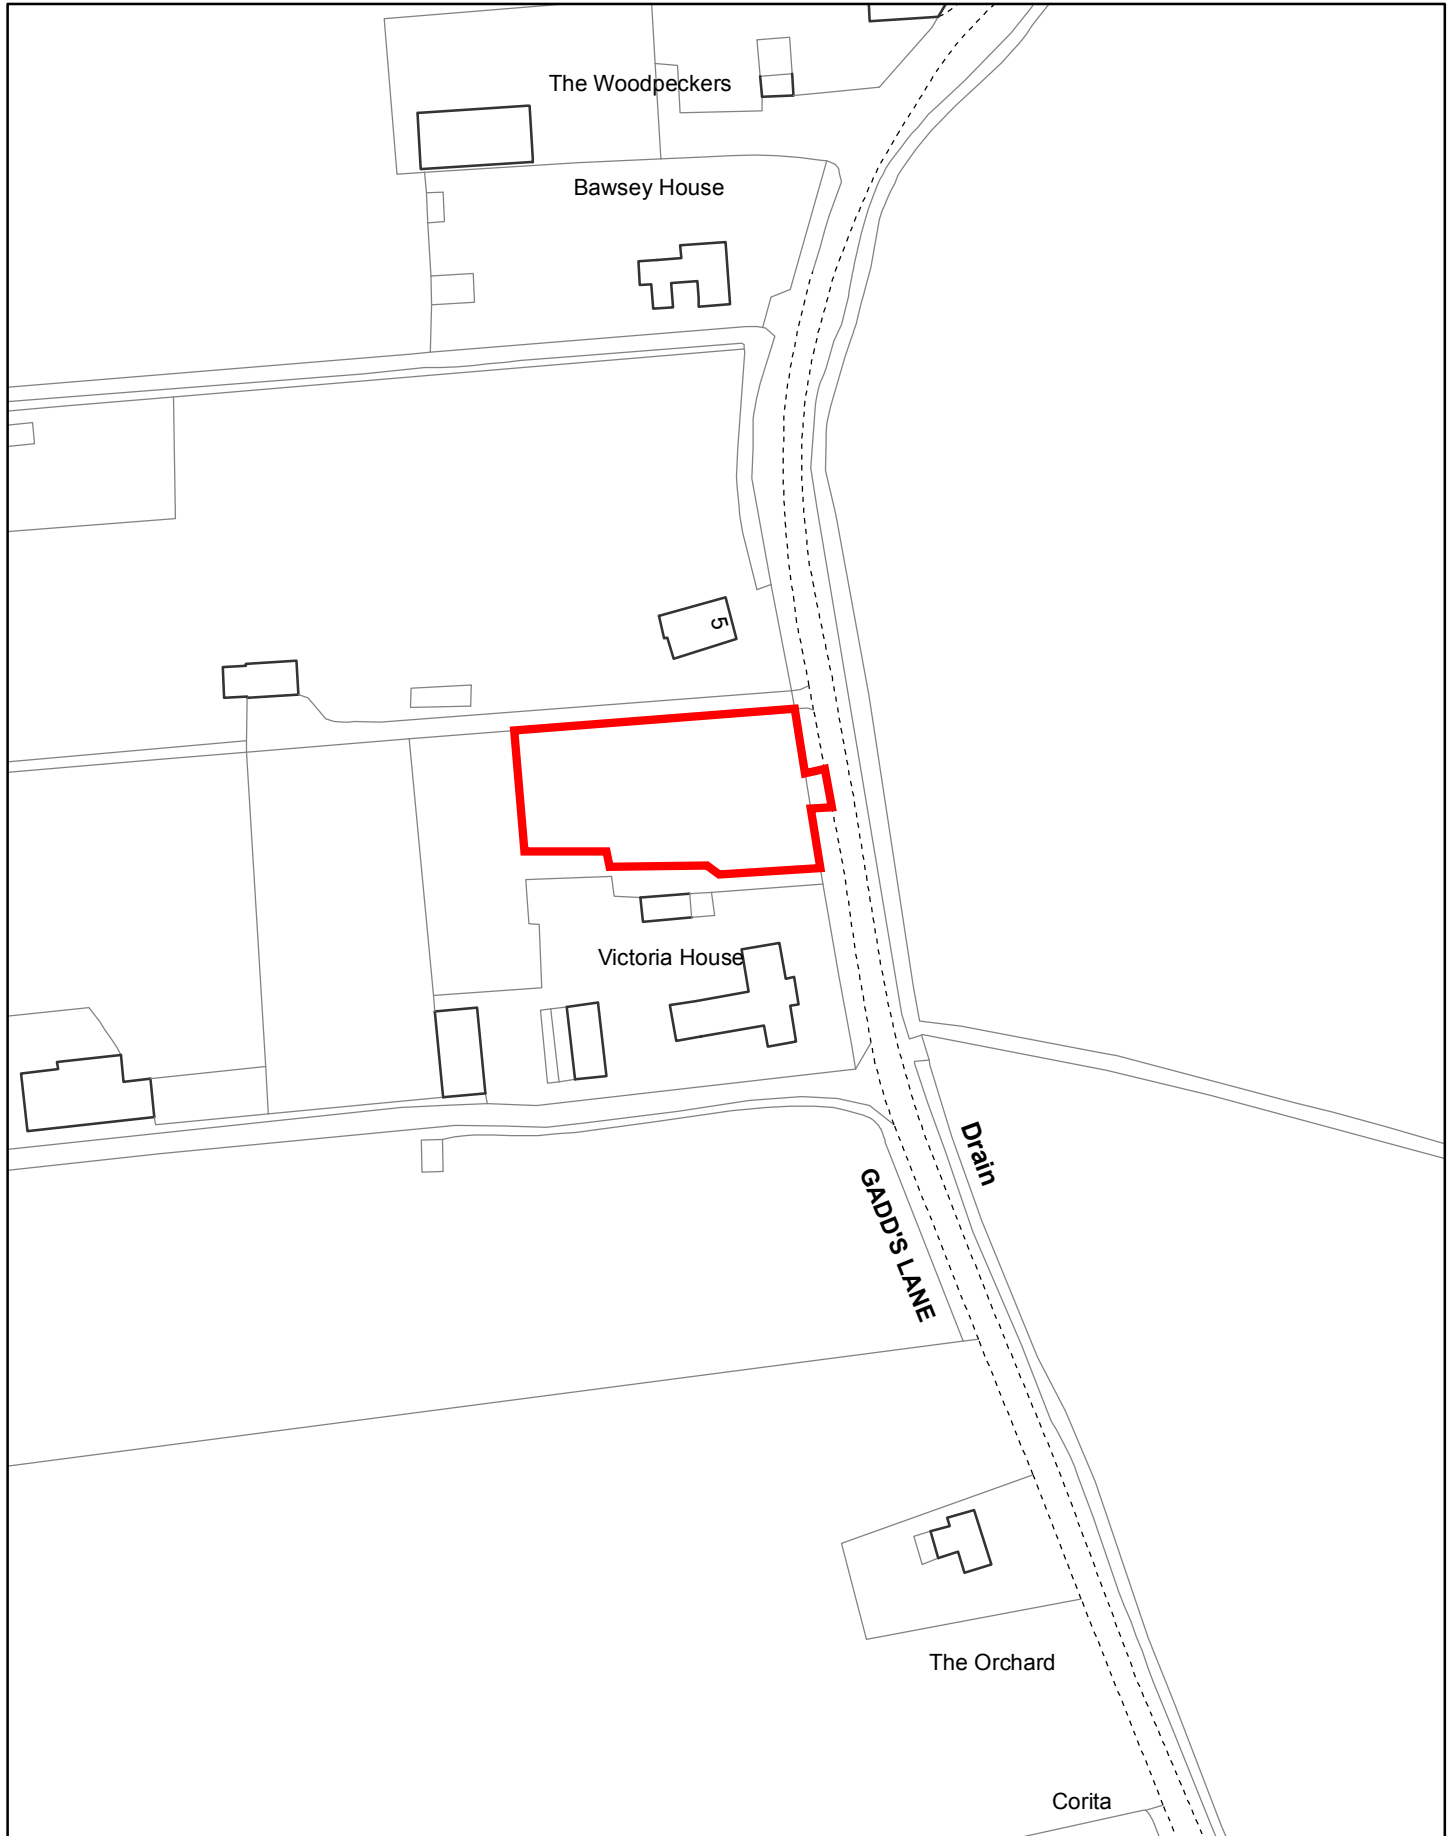 The Woodpeckers
Bawsey House
5
Victoria House
Drain
GADD'S LANE
The Orchard
Corita